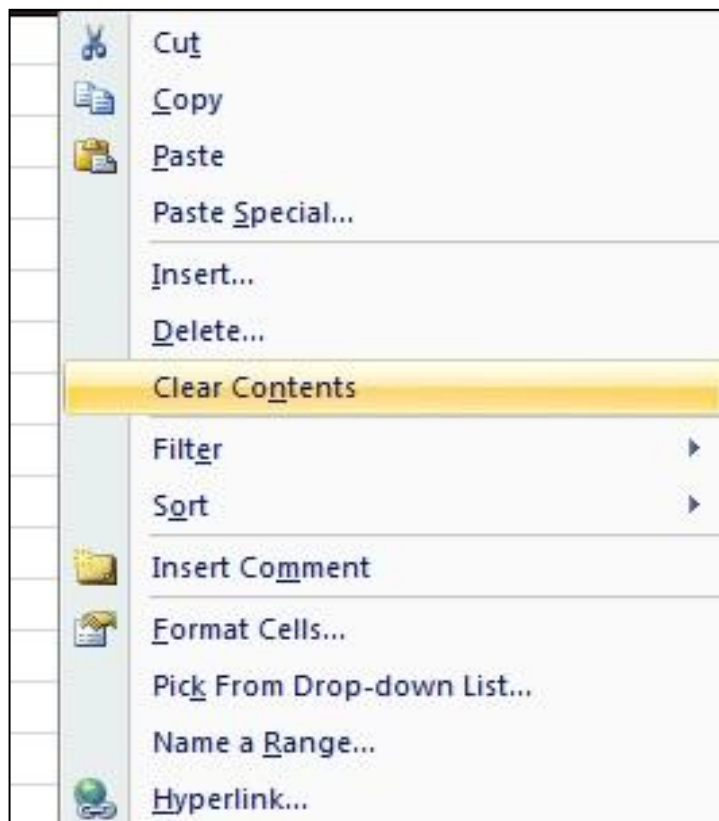 Cut
Copy
Paste
Paste Special...
Insert...
Delete...
Clear Contents
Filter
Sort
Insert Comment
Format Cells...
Pick From Drop-down List...
Name a Range...
Hyperlink...